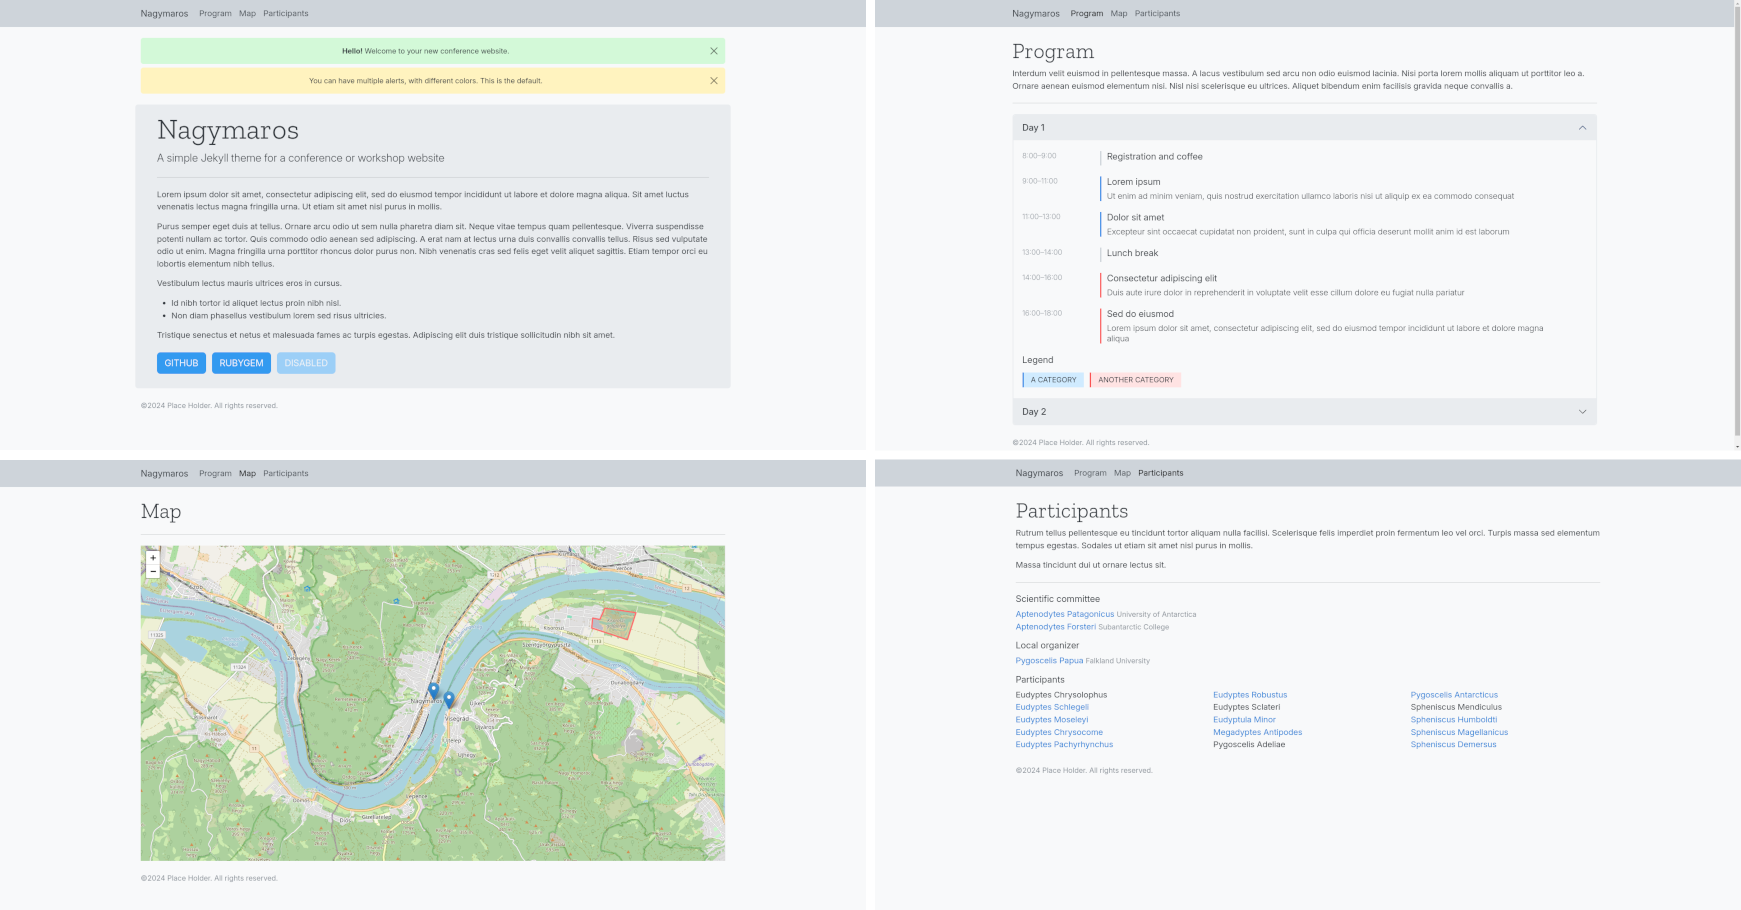 Nagymaros Program Map Participants
Hello! Welcome to your new conference website.
You can have multiple alerts, with different colors. This is the default.
Nagymaros
A simple Jekyll theme for a conference or workshop website
Lorem ipsum dolor sit amet, consectetur adipiscing elit, sed do eiusmod tempor incididunt ut labore et dolore magna aliqua. Sit amet luctus
venenatis lectus magna fringilla urna. Ut etiam sit amet nisl purus in mollis.
Purus semper eget duis at tellus. Ornare arcu odio ut sem nulla pharetra diam sit. Neque vitae tempus quam pellentesque. Viverra suspendisse
potenti nullam ac tortor. Quis commodo odio aenean sed adipiscing. A erat nam at lectus urna duis convallis convallis tellus. Risus sed vulputate
odio ut enim. Magna fringilla urna porttitor rhoncus dolor purus non. Nibh venenatis cras sed felis eget velit aliquet sagittis. Etiam tempor orci eu
lobortis elementum nibh tellus.
Vestibulum lectus mauris ultrices eros in cursus.
• Id nibh tortor id aliquet lectus proin nibh nisl.
• Non diam phasellus vestibulum lorem sed risus ultricies.
Tristique senectus et netus et malesuada fames ac turpis egestas. Adipiscing elit duis tristique sollicitudin nibh sit amet.
GITHUB RUBYGEM DISABLED
©2024 Place Holder. All rights reserved.
Nagymaros Program Map Participants
Program
Interdum velit euismod in pellentesque massa. A lacus vestibulum sed arcu non odio euismod lacinia. Nisi porta lorem mollis aliquam ut porttitor leo a.
Ornare aenean euismod elementum nisi. Nisl nisi scelerisque eu ultrices. Aliquet bibendum enim facilisis gravida neque convallis a.
Day 1
8:00–9:00 Registration and coffee
9:00–11:00 Lorem ipsum
Ut enim ad minim veniam, quis nostrud exercitation ullamco laboris nisi ut aliquip ex ea commodo consequat
11:00–13:00 Dolor sit amet
Excepteur sint occaecat cupidatat non proident, sunt in culpa qui officia deserunt mollit anim id est laborum
13:00–14:00 Lunch break
14:00–16:00 Consectetur adipiscing elit
Duis aute irure dolor in reprehenderit in voluptate velit esse cillum dolore eu fugiat nulla pariatur
16:00–18:00 Sed do eiusmod
Lorem ipsum dolor sit amet, consectetur adipiscing elit, sed do eiusmod tempor incididunt ut labore et dolore magna
aliqua
Legend
A CATEGORY ANOTHER CATEGORY
Day 2
©2024 Place Holder. All rights reserved.
Nagymaros Program Map Participants
Map
+
−
Verőce
Kisoroszi
Szentgyörgypuszta
11325
11324
12
1113
Zebegény
Dunabogdány
Nagymaros
Visegrád
Pilismarót
11
Dömös
Lepence
Gizellatelep
©2024 Place Holder. All rights reserved.
Nagymaros Program Map Participants
Participants
Rutrum tellus pellentesque eu tincidunt tortor aliquam nulla facilisi. Scelerisque felis imperdiet proin fermentum leo vel orci. Turpis massa sed elementum
tempus egestas. Sodales ut etiam sit amet nisl purus in mollis.
Massa tincidunt dui ut ornare lectus sit.
Scientific committee
Aptenodytes Patagonicus University of Antarctica
Aptenodytes Forsteri Subantarctic College
Local organizer
Pygoscelis Papua Falkland University
Participants
Eudyptes Chrysolophus
Eudyptes Schlegeli
Eudyptes Moseleyi
Eudyptes Chrysocome
Eudyptes Pachyrhynchus
Eudyptes Robustus
Eudyptes Sclateri
Eudyptula Minor
Megadyptes Antipodes
Pygoscelis Adeliae
Pygoscelis Antarcticus
Spheniscus Mendiculus
Spheniscus Humboldti
Spheniscus Magellanicus
Spheniscus Demersus
©2024 Place Holder. All rights reserved.